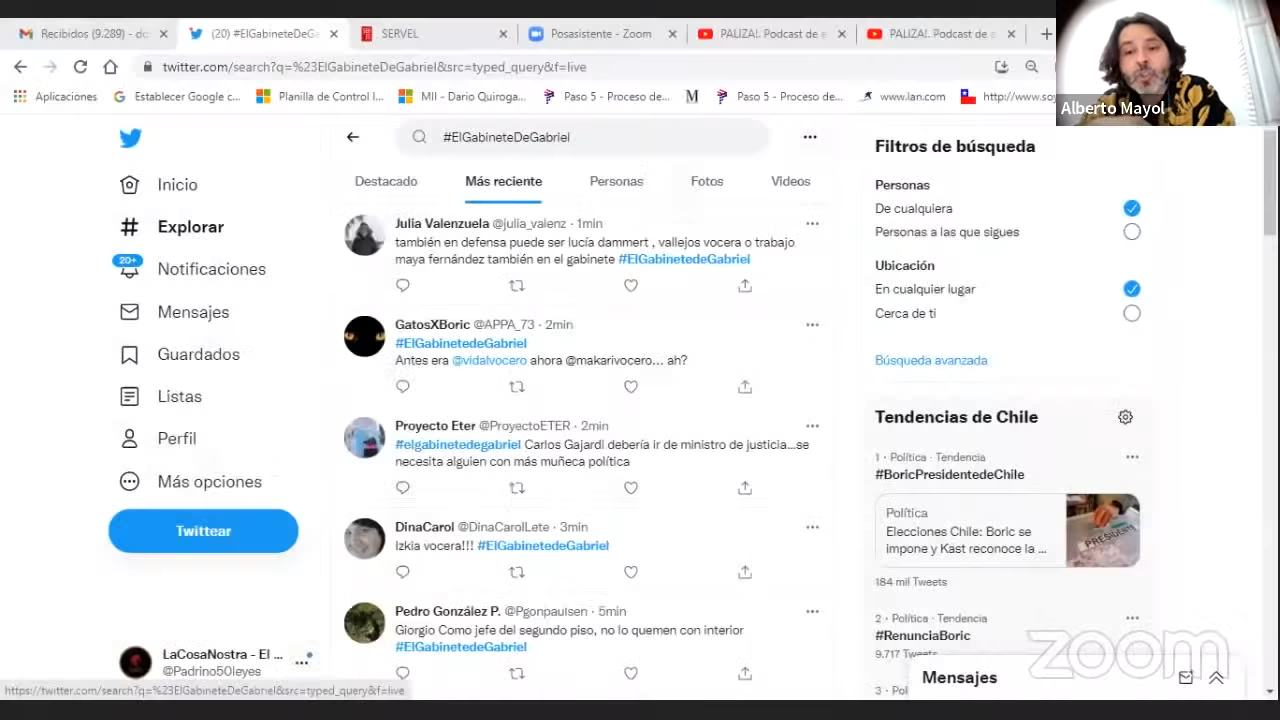 Recibidos (9.289) - do
(20) #ElGabineteDeGa
SERVEL
Posasistente - Zoom
PALIZA!. Podcast de e
PALIZA!. Podcast de e
twitter.com/search?q=%23ElGabineteDeGabriel&src=typed_query&f=live
Aplicaciones
Establecer Google c...
Planilla de Control I...
MII - Dario Quiroga...
Paso 5 - Proceso de...
M
Paso 5 - Proceso de...
www.lan.com
http://www.soy
Alberto Mayol
#ElGabineteDeGabriel
Inicio
Explorar
20+
Notificaciones
Mensajes
Guardados
Listas
Perfil
Más opciones
Twittear
LaCosaNostra - El ...
@Padrino50leyes
Destacado
Más reciente
Personas
Fotos
Videos
Julia Valenzuela @julia_valenz · 1min
también en defensa puede ser lucía dammert , vallejos vocera o trabajo
maya fernández también en el gabinete #ElGabinetedeGabriel
GatosXBoric @APPA_73 · 2min
#ElGabinetedeGabriel
Antes era @vidalvocero ahora @makarivocero... ah?
Proyecto Eter @ProyectoETER · 2min
#elgabinetedegabriel Carlos Gajardi debería ir de ministro de justicia...se
necesita alguien con más muñeca política
DinaCarol @DinaCarolLete · 3min
Izkia vocera!!! #ElGabinetedeGabriel
Pedro González P. @Pgonpaulsen · 5min
Giorgio Como jefe del segundo piso, no lo quemen con interior
#ElGabinetedeGabriel
Filtros de búsqueda
Personas
De cualquiera
Personas a las que sigues
Ubicación
En cualquier lugar
Cerca de ti
Búsqueda avanzada
Tendencias de Chile
1 · Política · Tendencia
#BoricPresidentedeChile
Política
Elecciones Chile: Boric se
impone y Kast reconoce la ...
184 mil Tweets
2 · Política · Tendencia
#RenunciaBoric
9.717 Tweets
3 · Pol
Mensajes
zoom
https://twitter.com/search?q=%23ElGabineteDeGabriel&src=typed_query&f=live